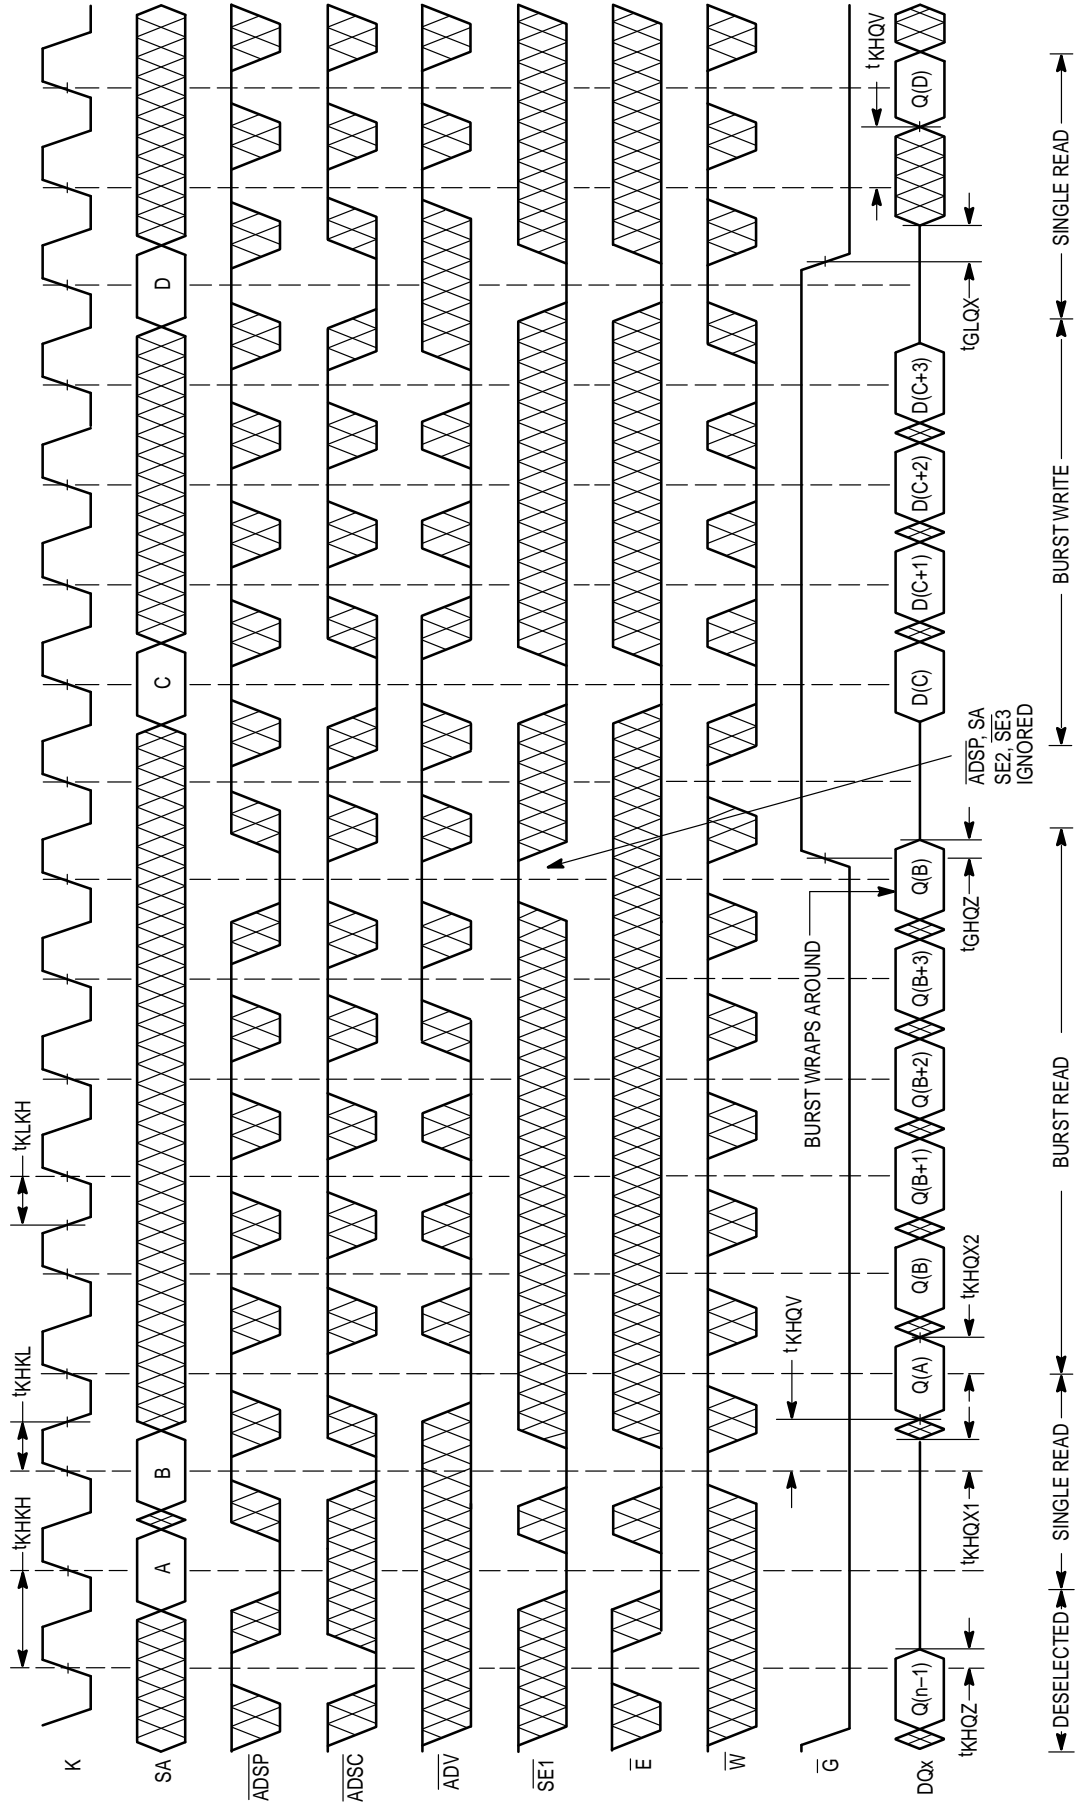 K
SA
ADSP
ADSC
ADV
SE1
E
W
G
DQx
tKHKH
tKHKL
tKLKH
A
B
C
D
tKHQV
BURST WRAPS AROUND
ADSP, SA
SE2, SE3
IGNORED
tKHQV
Q(n–1)
Q(A)
Q(B)
Q(B+1)
Q(B+2)
Q(B+3)
Q(B)
D(C)
D(C+1)
D(C+2)
D(C+3)
Q(D)
tKHQZ
tKHQX1
tKHQX2
tGHQZ
tGLQX
DESELECTED
SINGLE READ
BURST READ
BURST WRITE
SINGLE READ